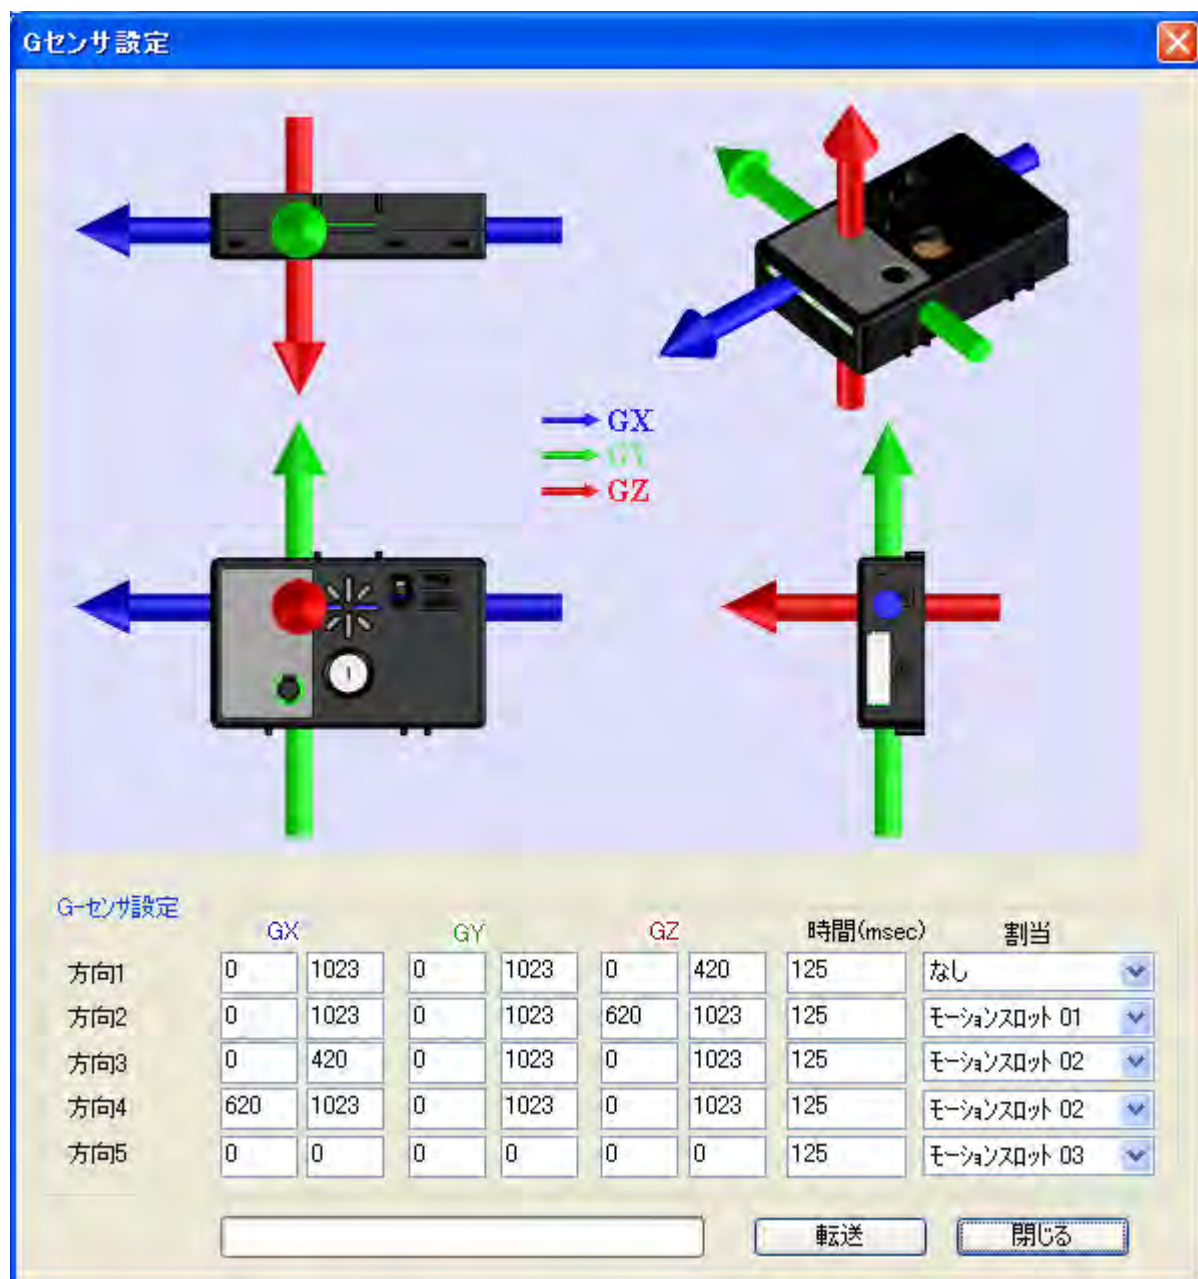 Gセンサ設定
GX
GY
GZ
G-センサ設定
GX GY GZ 時間(msec) 割当
方向1 0 1023 0 1023 0 420 125 なし
方向2 0 1023 0 1023 620 1023 125 モーションスロット 01
方向3 0 420 0 1023 0 1023 125 モーションスロット 02
方向4 620 1023 0 1023 0 1023 125 モーションスロット 02
方向5 0 0 0 0 0 0 125 モーションスロット 03
転送 閉じる